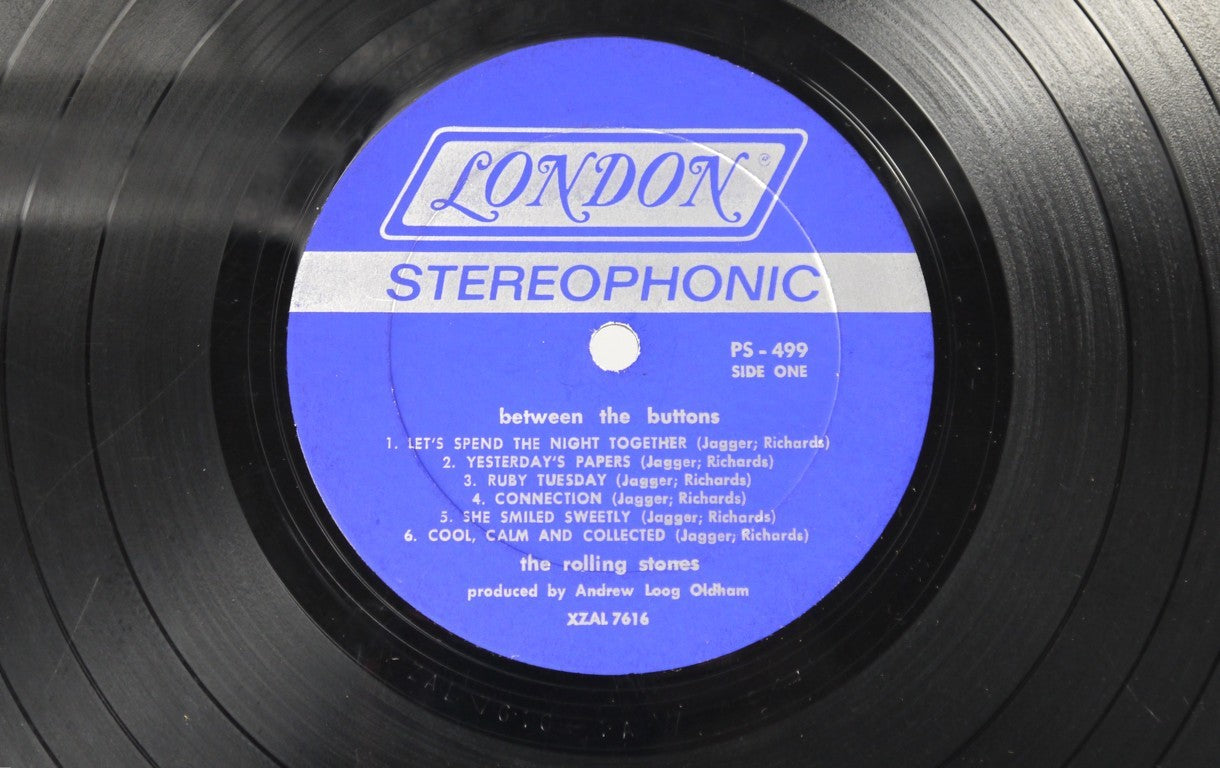 LONDON ®
STEREOPHONIC
PS - 499
SIDE ONE
between the buttons
1. LET'S SPEND THE NIGHT TOGETHER (Jagger; Richards)
2. YESTERDAY'S PAPERS (Jagger; Richards)
3. RUBY TUESDAY (Jagger; Richards)
4. CONNECTION (Jagger; Richards)
5. SHE SMILED SWEETLY (Jagger; Richards)
6. COOL, CALM AND COLLECTED (Jagger; Richards)
the rolling stones
produced by Andrew Loog Oldham
XZAL 7616